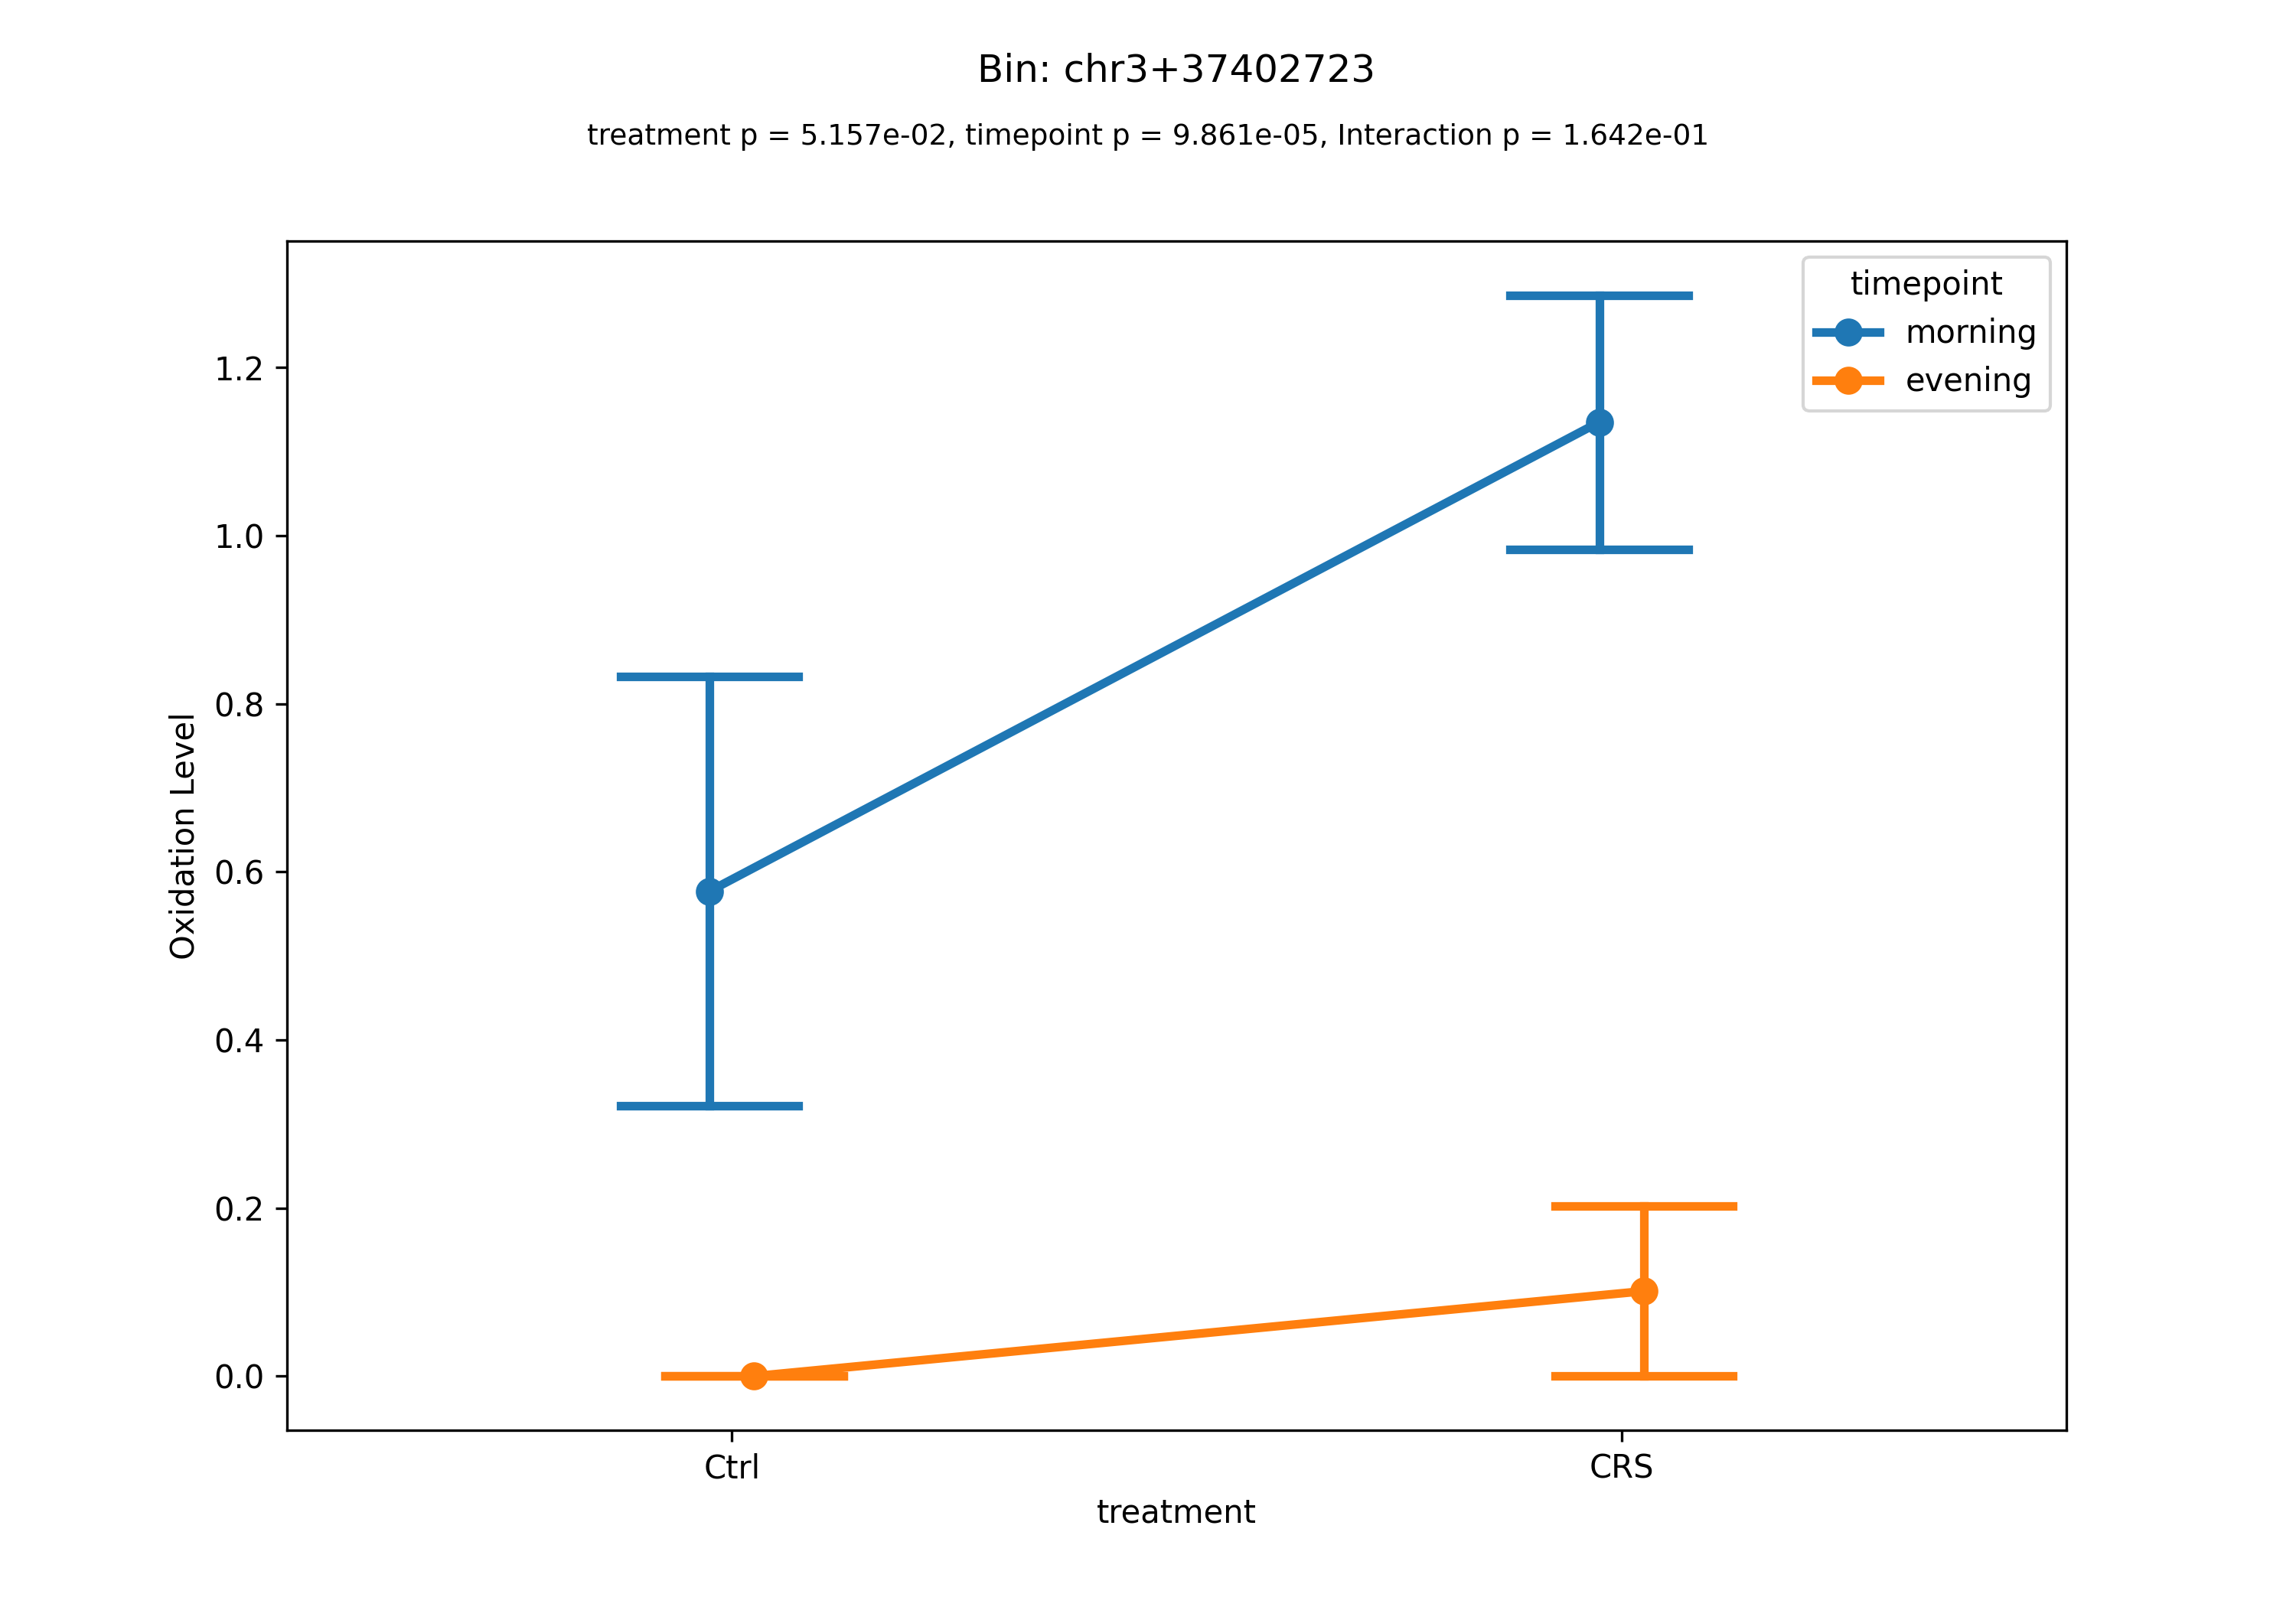 Bin: chr3+37402723
treatment p = 5.157e-02, timepoint p = 9.861e-05, Interaction p = 1.642e-01
timepoint
morning
evening
1.2
1.0
0.8
0.6
0.4
0.2
0.0
Oxidation Level
Ctrl
CRS
treatment